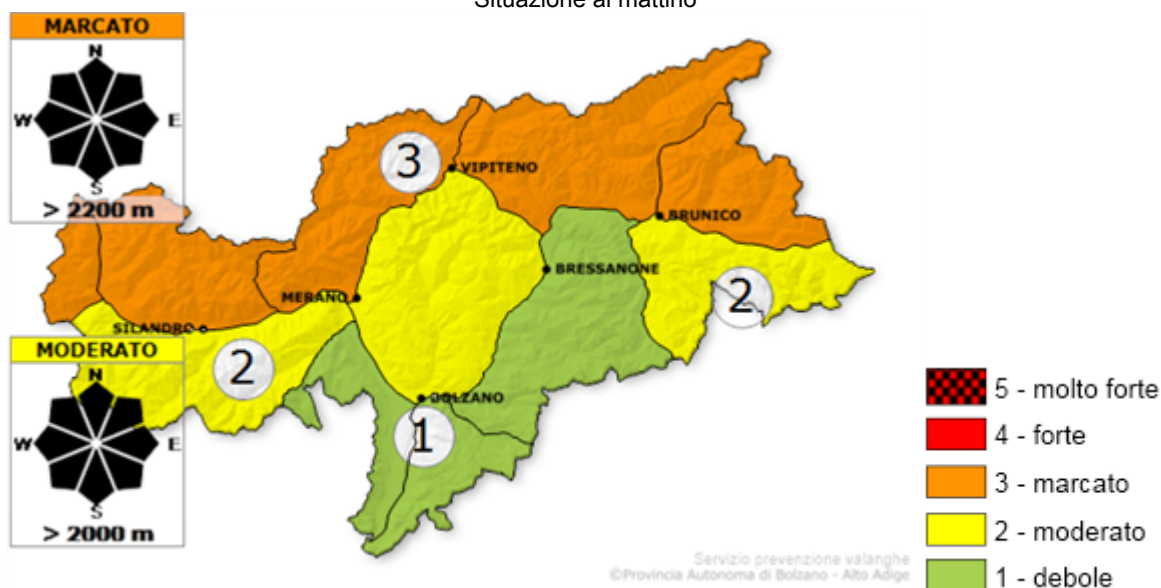 Situazione al mattino
MARCATO
N
W E
S
> 2200 m
3
VIPITENO
BRUNICO
BRESSANONE
MERANO
2
SILANDRO
MODERATO
N
2
W E
S
> 2000 m
BOLZANO
1
5 - molto forte
4 - forte
3 - marcato
2 - moderato
1 - debole
Servizio prevenzione valanghe
©Provincia Autonoma di Bolzano - Alto Adige